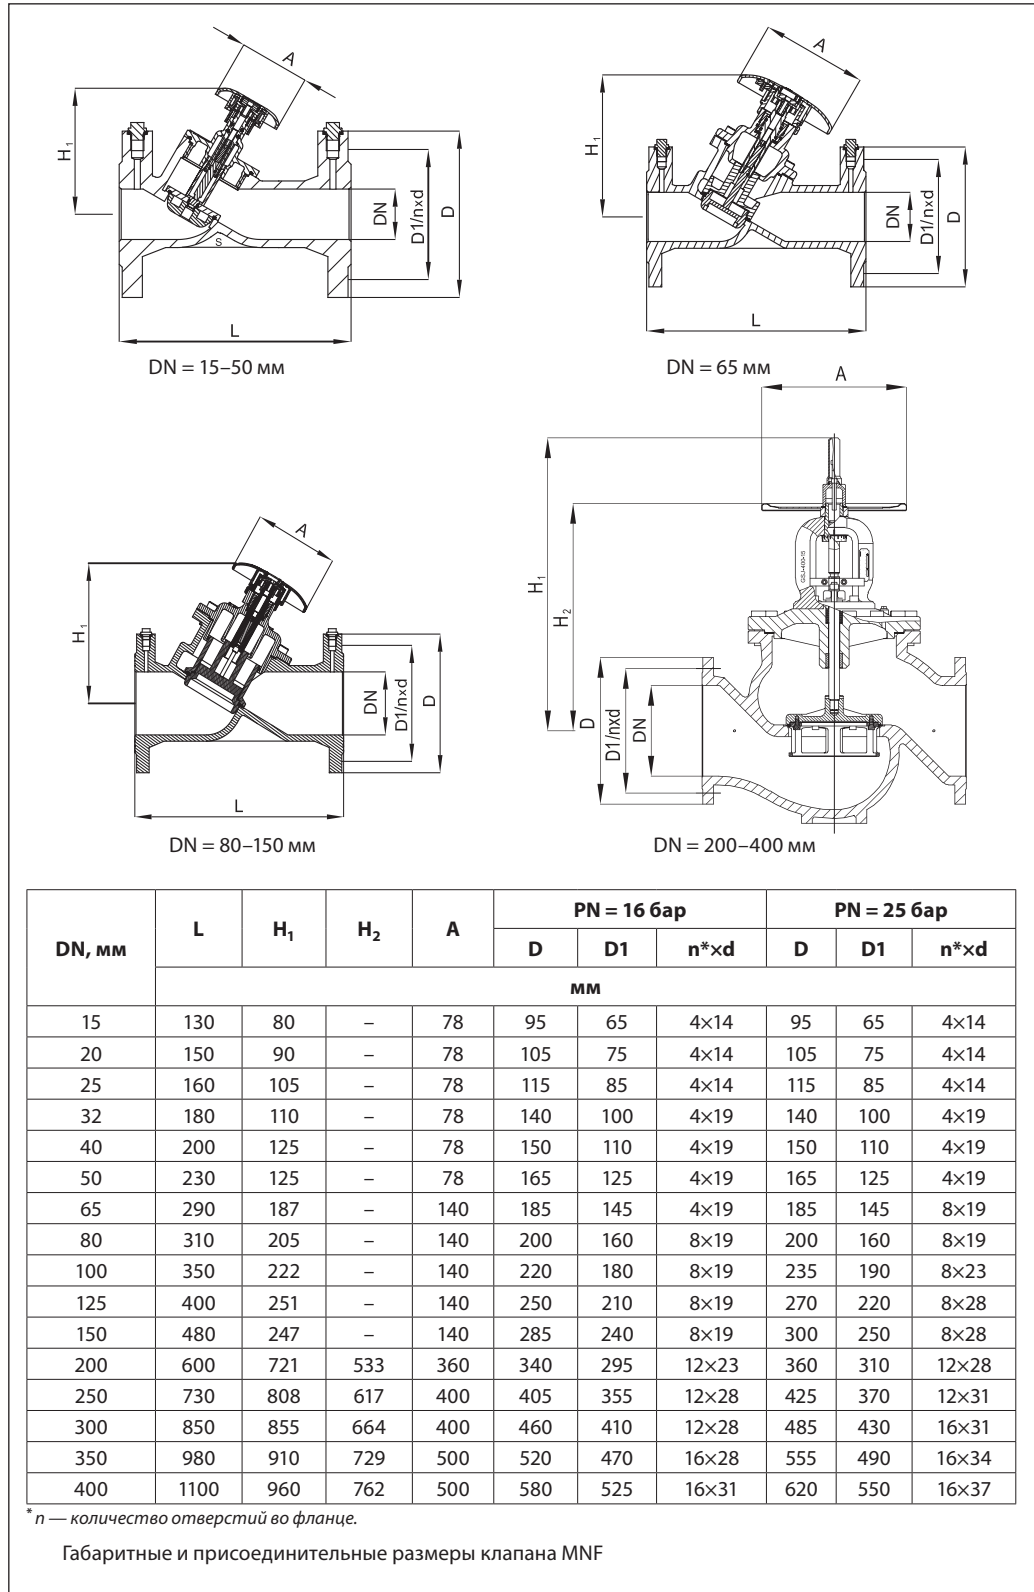 A
H1
DN
D1/nxd
D
S
L
DN = 15–50 мм
A
H1
DN
D1/nxd
D
L
DN = 65 мм
A
H1
DN
D1/nxd
D
L
DN = 80–150 мм
A
H1
H2
D
D1/nxd
DN
GSJ-400-15
DN = 200–400 мм
DN, мм L H1 H2 A PN = 16 бар PN = 25 бар
D D1 n*×d D D1 n*×d
мм
15 130 80 – 78 95 65 4×14 95 65 4×14
20 150 90 – 78 105 75 4×14 105 75 4×14
25 160 105 – 78 115 85 4×14 115 85 4×14
32 180 110 – 78 140 100 4×19 140 100 4×19
40 200 125 – 78 150 110 4×19 150 110 4×19
50 230 125 – 78 165 125 4×19 165 125 4×19
65 290 187 – 140 185 145 4×19 185 145 8×19
80 310 205 – 140 200 160 8×19 200 160 8×19
100 350 222 – 140 220 180 8×19 235 190 8×23
125 400 251 – 140 250 210 8×19 270 220 8×28
150 480 247 – 140 285 240 8×19 300 250 8×28
200 600 721 533 360 340 295 12×23 360 310 12×28
250 730 808 617 400 405 355 12×28 425 370 12×31
300 850 855 664 400 460 410 12×28 485 430 16×31
350 980 910 729 500 520 470 16×28 555 490 16×34
400 1100 960 762 500 580 525 16×31 620 550 16×37
* n — количество отверстий во фланце.
Габаритные и присоединительные размеры клапана MNF